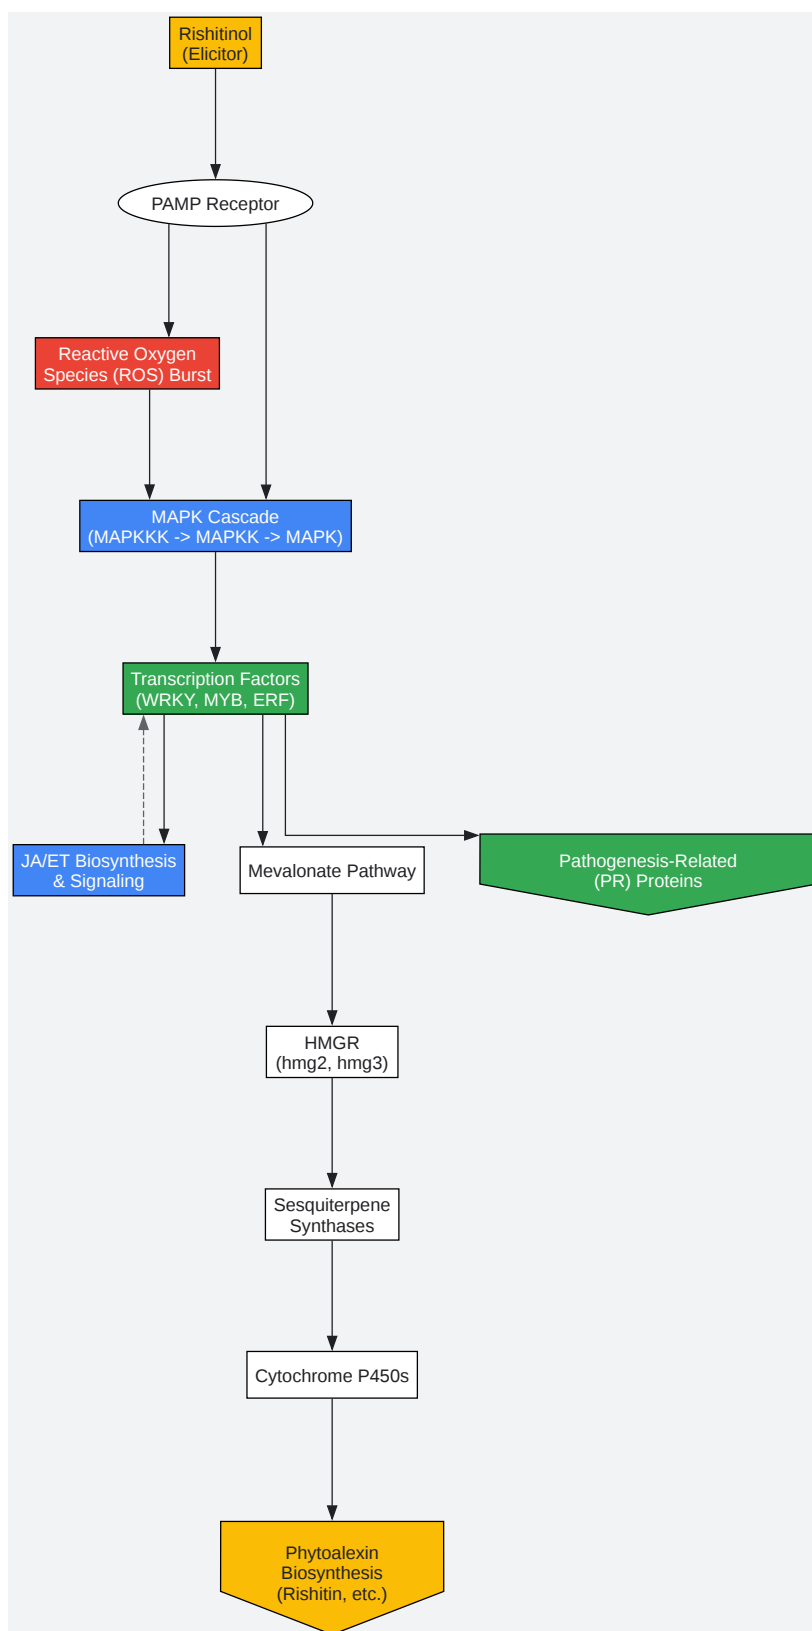 Rishitinol
(Elicitor)
PAMP Receptor
Reactive Oxygen
Species (ROS) Burst
MAPK Cascade
(MAPKKK -> MAPKK -> MAPK)
Transcription Factors
(WRKY, MYB, ERF)
JA/ET Biosynthesis
& Signaling
Mevalonate Pathway
Pathogenesis-Related
(PR) Proteins
HMGR
(hmg2, hmg3)
Sesquiterpene
Synthases
Cytochrome P450s
Phytoalexin
Biosynthesis
(Rishitin, etc.)